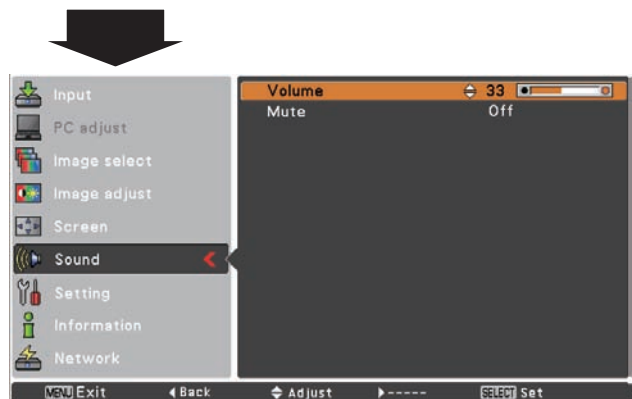 Input
PC adjust
Image select
Image adjust
Screen
Sound
Setting
Information
Network
Volume 33
Mute Off
MENU Exit Back Adjust ----- SELECT Set